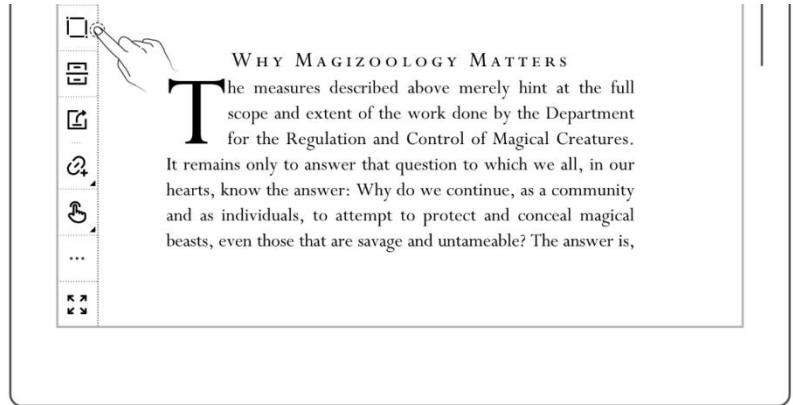 WHY MAGIZOOLOGY MATTERS
The measures described above merely hint at the full
scope and extent of the work done by the Department
for the Regulation and Control of Magical Creatures.
It remains only to answer that question to which we all, in our
hearts, know the answer: Why do we continue, as a community
and as individuals, to attempt to protect and conceal magical
beasts, even those that are savage and untameable? The answer is,